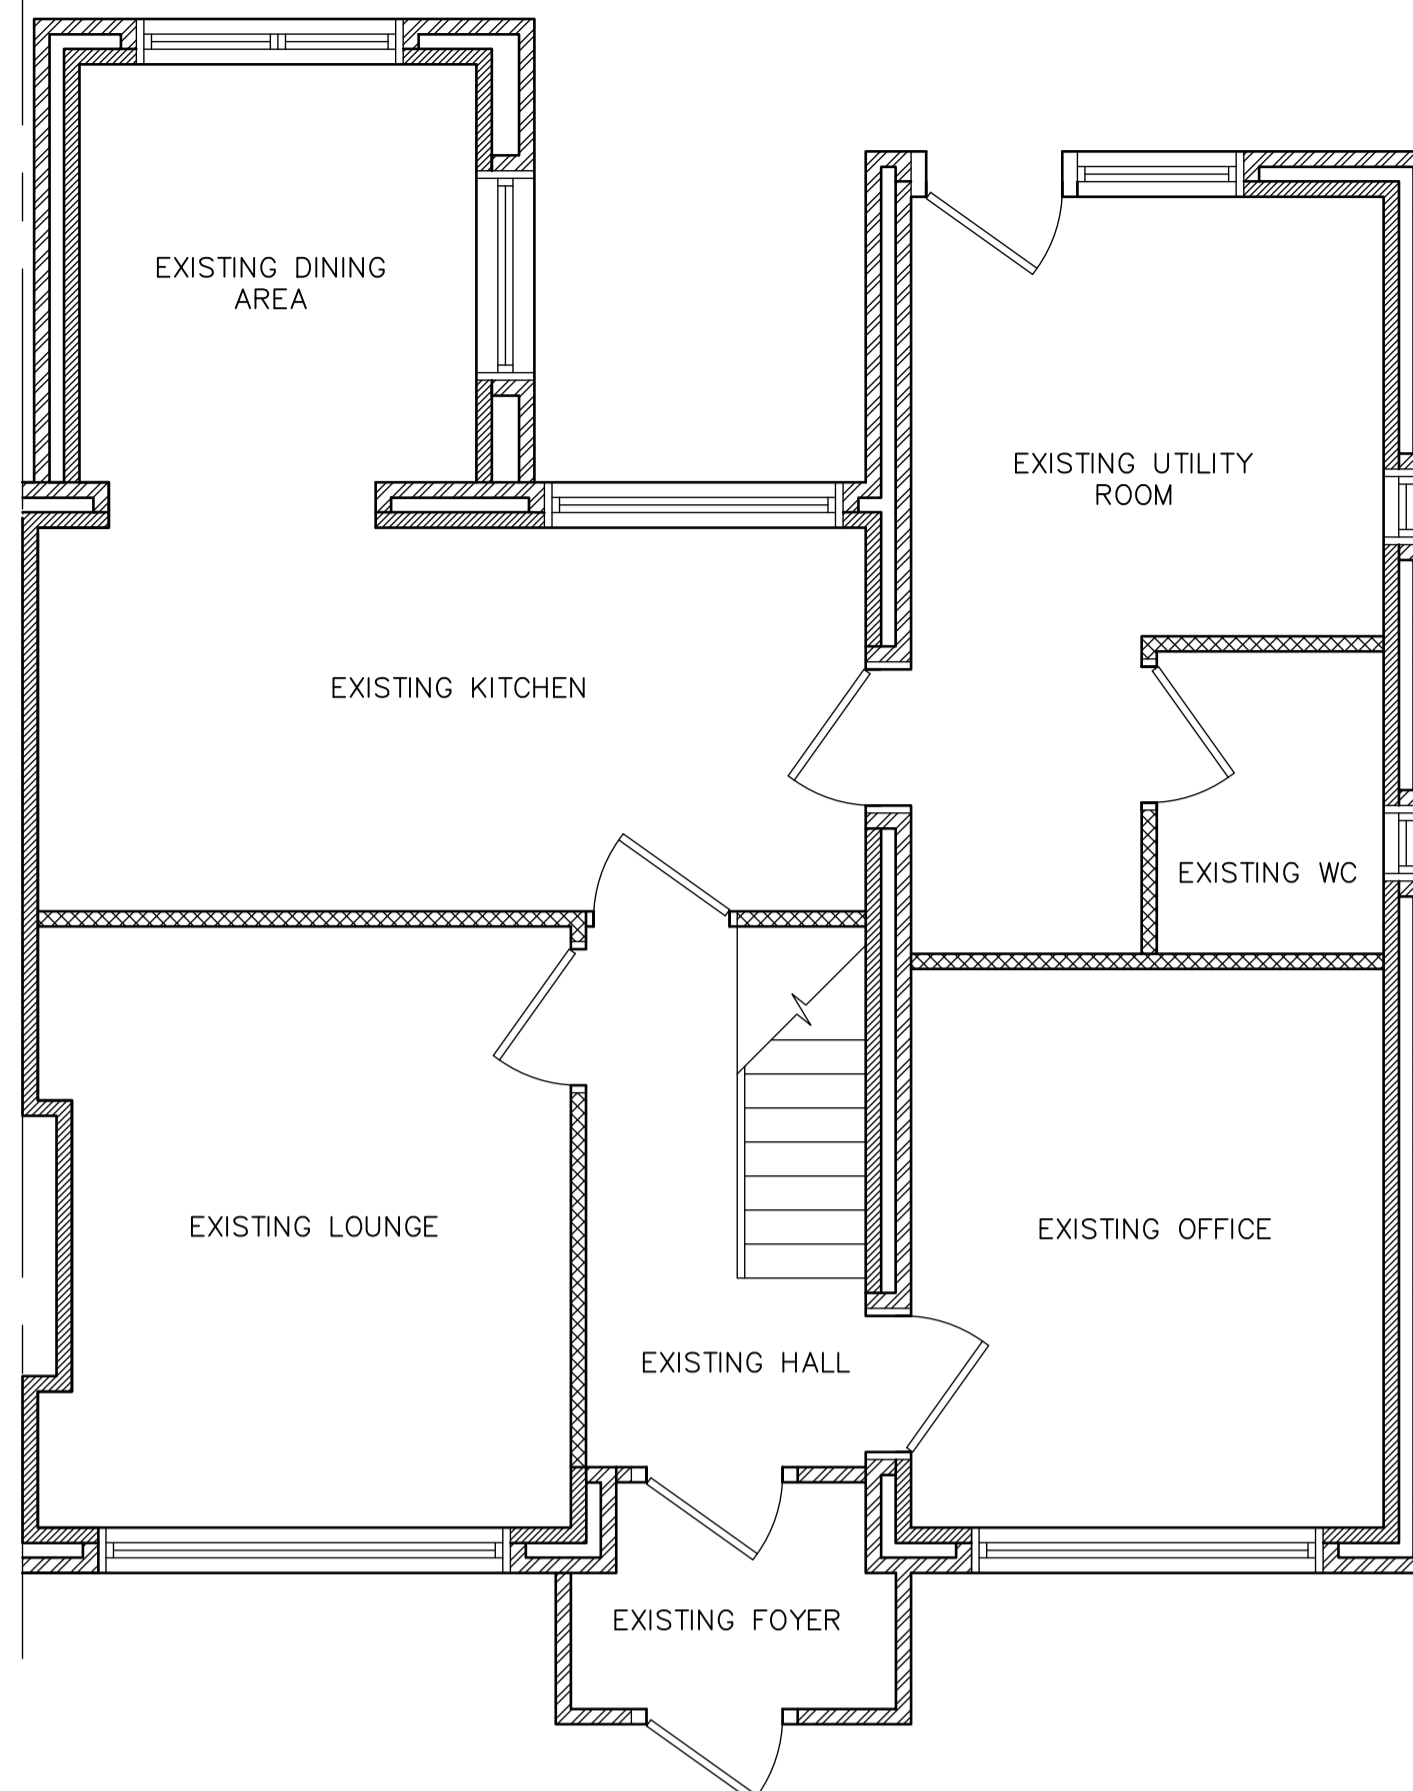 EXISTING DINING
AREA
EXISTING UTILITY
ROOM
EXISTING KITCHEN
EXISTING WC
EXISTING LOUNGE
EXISTING OFFICE
EXISTING HALL
EXISTING FOYER